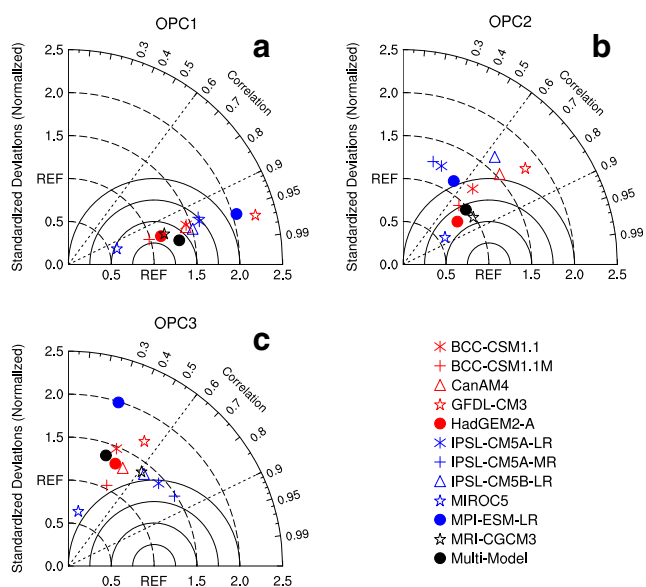 OPC1
a
Standardized Deviations (Normalized)
2.5
2.0
1.5
REF
0.5
0.0
0.5
REF
1.5
2.0
2.5
0.3
0.4
0.5
0.6
Correlation
0.7
0.8
0.9
0.95
0.99
OPC2
b
Standardized Deviations (Normalized)
2.5
2.0
1.5
REF
0.5
0.0
0.5
REF
1.5
2.0
2.5
0.3
0.4
0.5
0.6
Correlation
0.7
0.8
0.9
0.95
0.99
OPC3
c
Standardized Deviations (Normalized)
2.5
2.0
1.5
REF
0.5
0.0
0.5
REF
1.5
2.0
2.5
0.3
0.4
0.5
0.6
Correlation
0.7
0.8
0.9
0.95
0.99
BCC-CSM1.1
BCC-CSM1.1M
CanAM4
GFDL-CM3
HadGEM2-A
IPSL-CM5A-LR
IPSL-CM5A-MR
IPSL-CM5B-LR
MIROC5
MPI-ESM-LR
MRI-CGCM3
Multi-Model